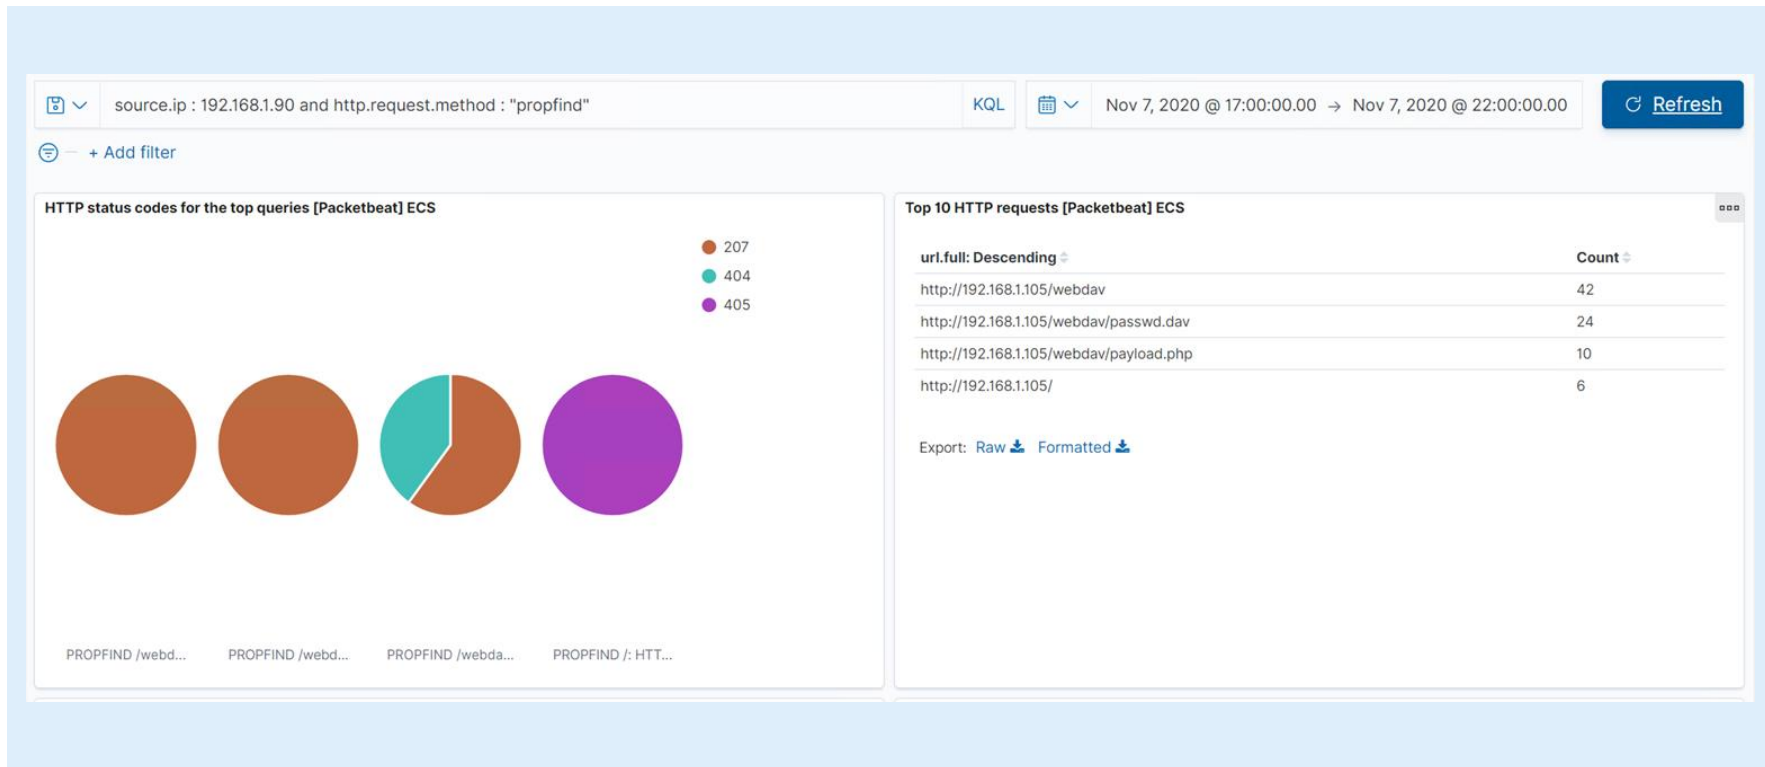 source.ip : 192.168.1.90 and http.request.method : "propfind"
KQL
Nov 7, 2020 @ 17:00:00.00 → Nov 7, 2020 @ 22:00:00.00
Refresh
+ Add filter
HTTP status codes for the top queries [Packetbeat] ECS
207
404
405
PROPFIND /webd...
PROPFIND /webd...
PROPFIND /webda...
PROPFIND /: HTT...
Top 10 HTTP requests [Packetbeat] ECS
url.full: Descending Count
http://192.168.1.105/webdav 42
http://192.168.1.105/webdav/passwd.dav 24
http://192.168.1.105/webdav/payload.php 10
http://192.168.1.105/ 6
Export: Raw Formatted